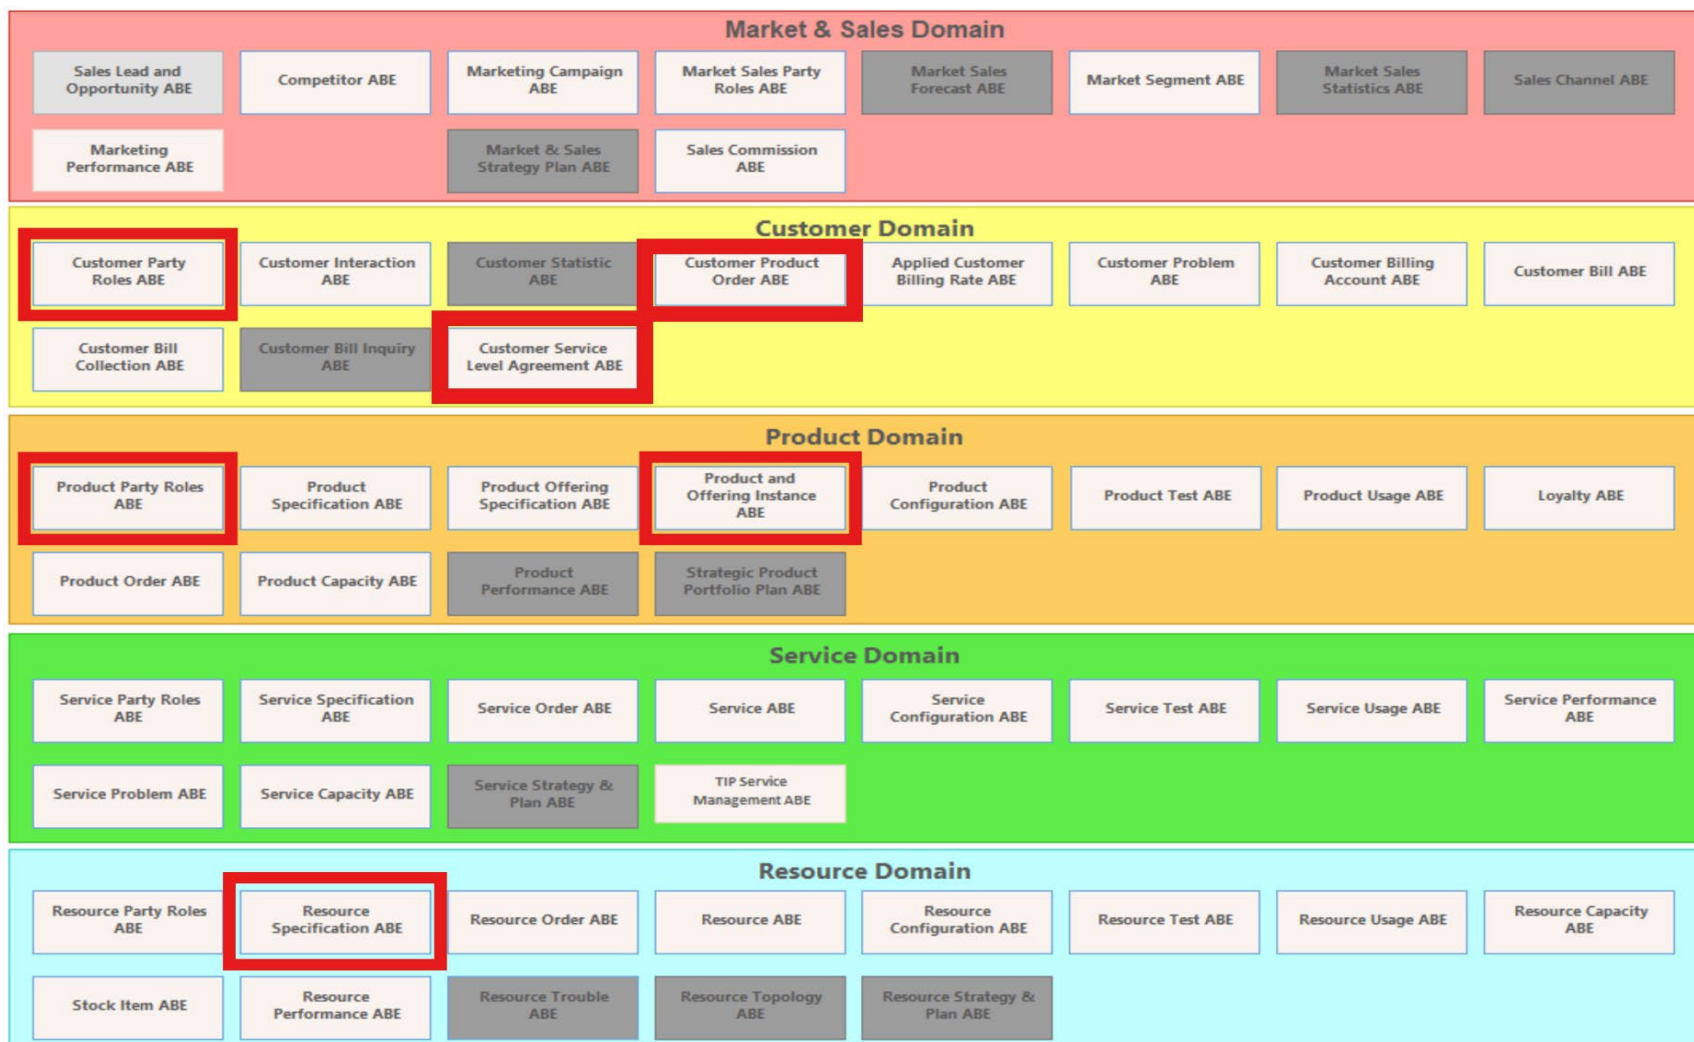 Market & Sales Domain
Sales Lead and
Opportunity ABE
Competitor ABE
Marketing Campaign
ABE
Market Sales Party
Roles ABE
Market Sales
Forecast ABE
Market Segment ABE
Market Sales
Statistics ABE
Sales Channel ABE
Marketing
Performance ABE
Market & Sales
Strategy Plan ABE
Sales Commission
ABE
Customer Domain
Customer Party
Roles ABE
Customer Interaction
ABE
Customer Statistic
ABE
Customer Product
Order ABE
Applied Customer
Billing Rate ABE
Customer Problem
ABE
Customer Billing
Account ABE
Customer Bill ABE
Customer Bill
Collection ABE
Customer Bill Inquiry
ABE
Customer Service
Level Agreement ABE
Product Domain
Product Party Roles
ABE
Product
Specification ABE
Product Offering
Specification ABE
Product and
Offering Instance
ABE
Product
Configuration ABE
Product Test ABE
Product Usage ABE
Loyalty ABE
Product Order ABE
Product Capacity ABE
Product
Performance ABE
Strategic Product
Portfolio Plan ABE
Service Domain
Service Party Roles
ABE
Service Specification
ABE
Service Order ABE
Service ABE
Service
Configuration ABE
Service Test ABE
Service Usage ABE
Service Performance
ABE
Service Problem ABE
Service Capacity ABE
Service Strategy &
Plan ABE
TIP Service
Management ABE
Resource Domain
Resource Party Roles
ABE
Resource
Specification ABE
Resource Order ABE
Resource ABE
Resource
Configuration ABE
Resource Test ABE
Resource Usage ABE
Resource Capacity
ABE
Stock Item ABE
Resource
Performance ABE
Resource Trouble
ABE
Resource Topology
ABE
Resource Strategy &
Plan ABE